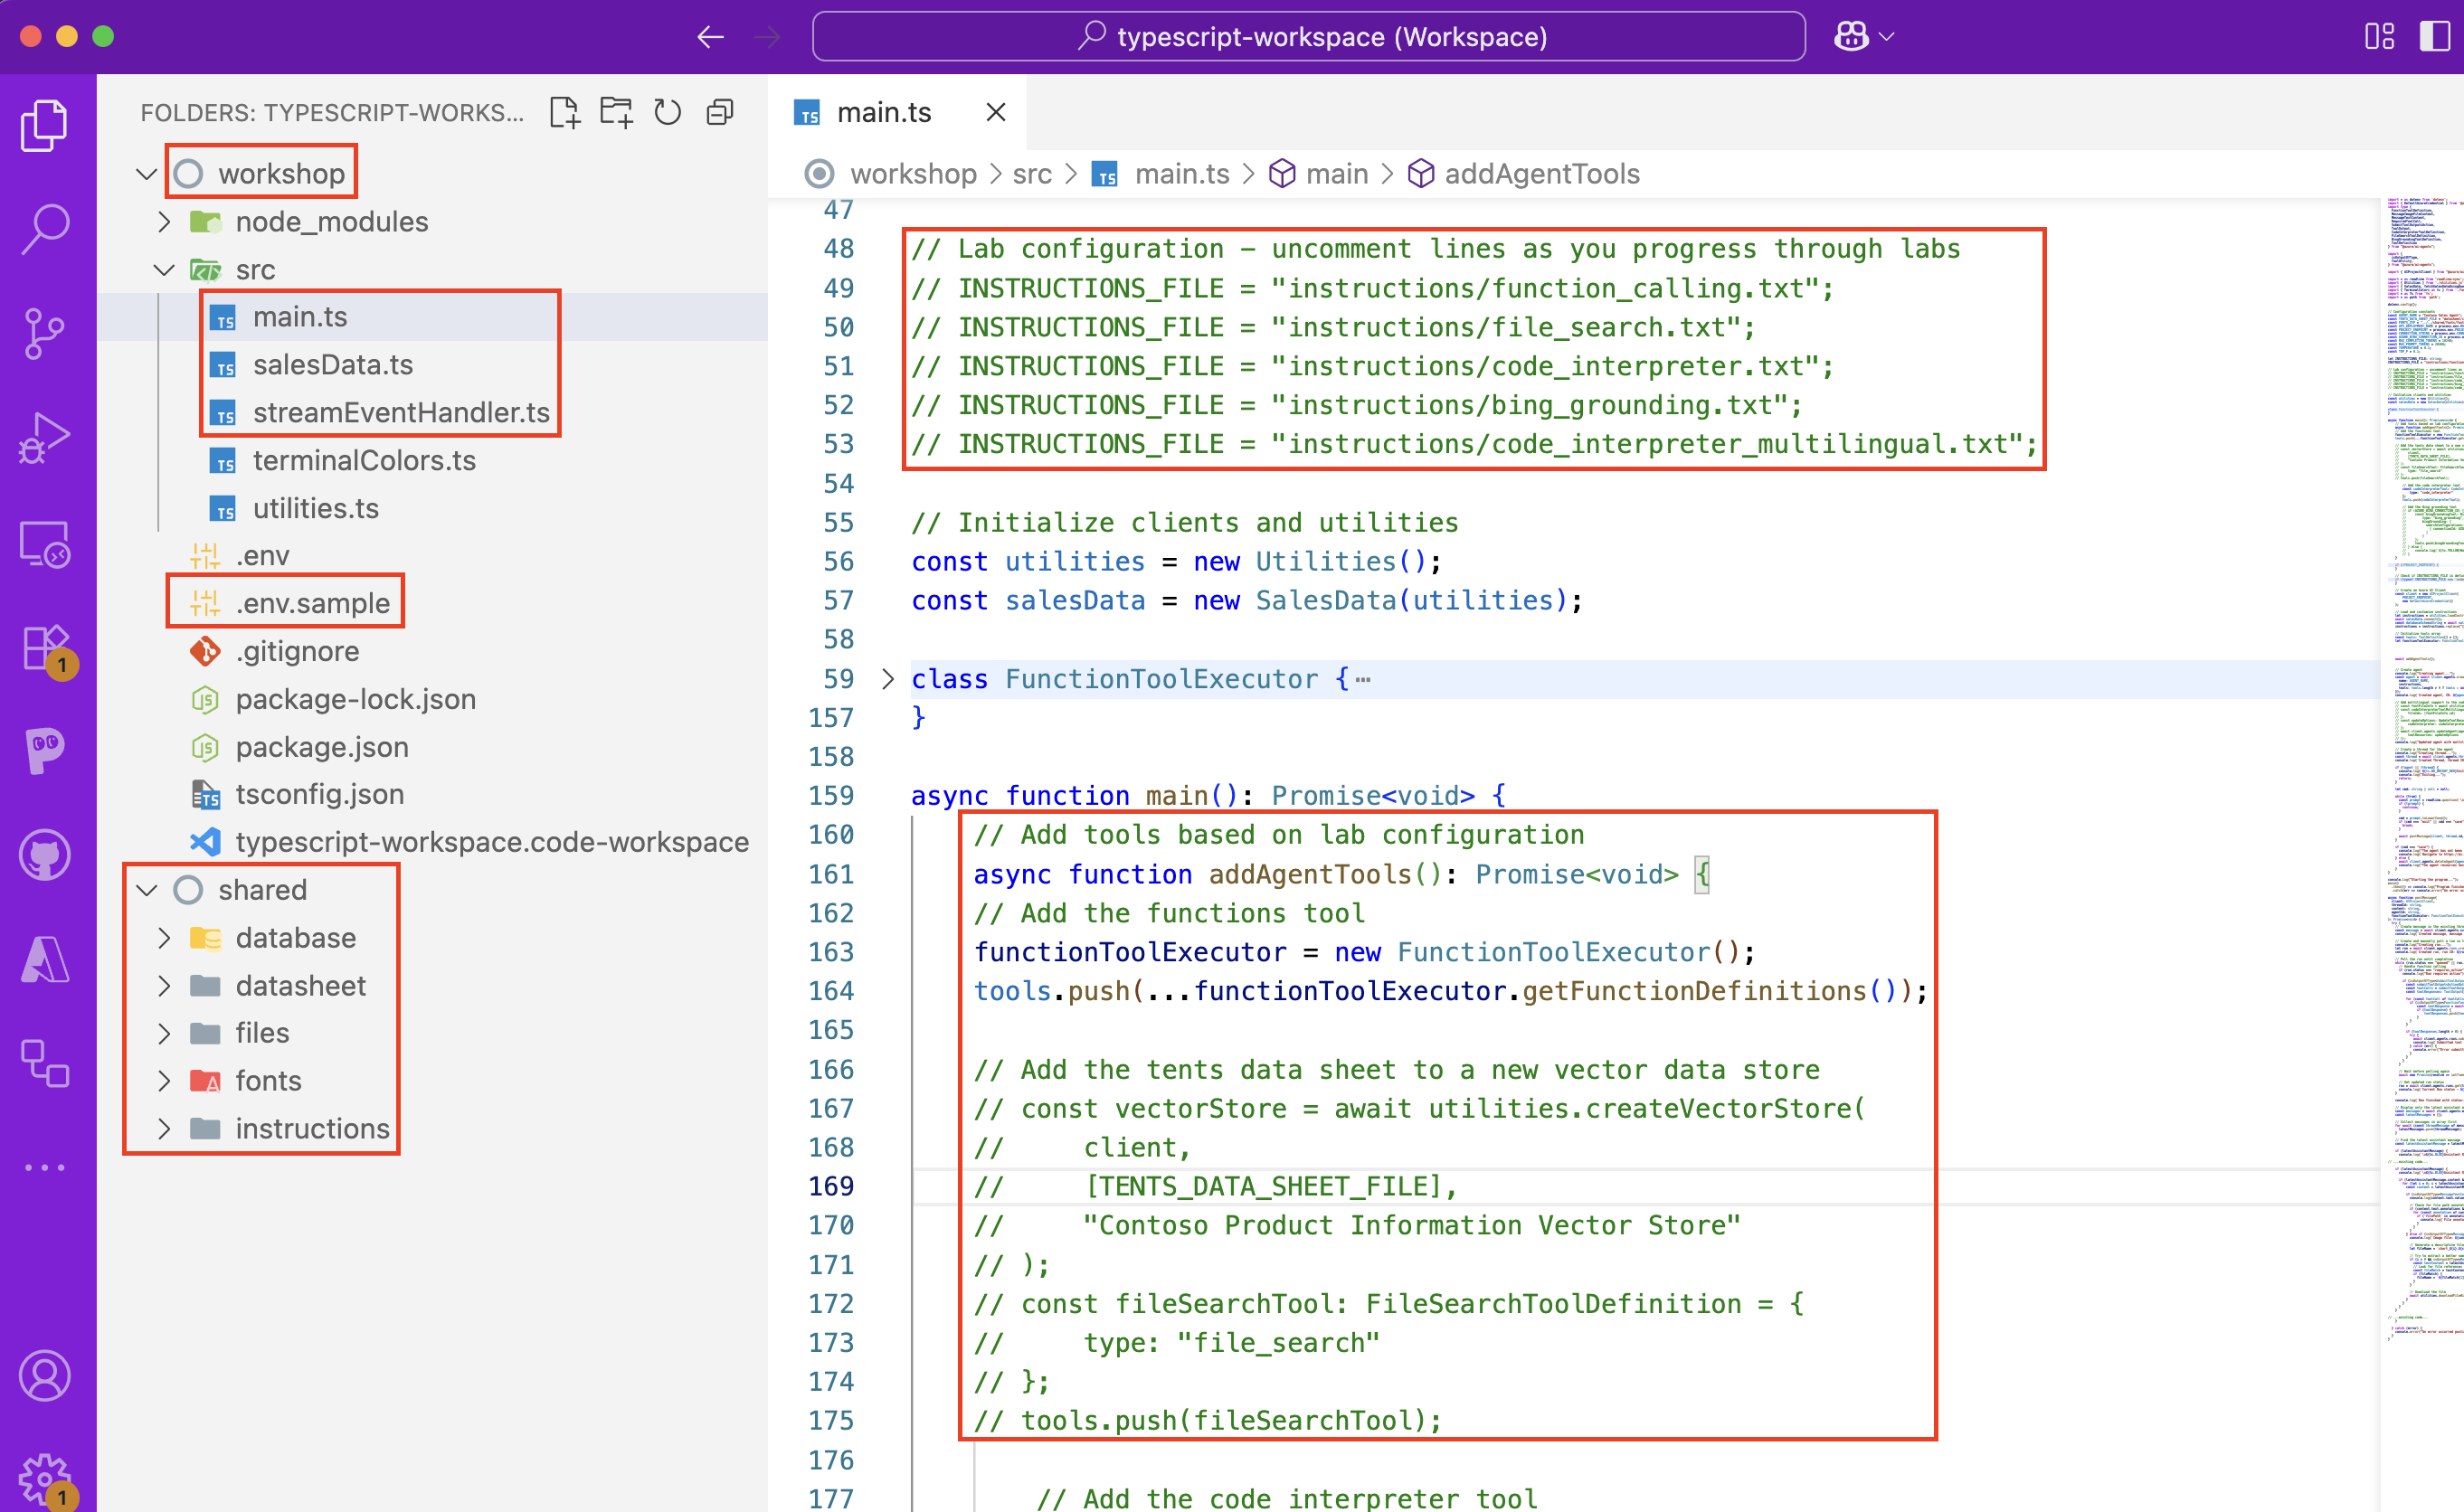 typescript-workspace (Workspace)
FOLDERS: TYPESCRIPT-WORKS...
workshop
node_modules
src
main.ts
salesData.ts
streamEventHandler.ts
terminalColors.ts
utilities.ts
.env
.env.sample
.gitignore
package-lock.json
package.json
tsconfig.json
typescript-workspace.code-workspace
shared
database
datasheet
files
fonts
instructions
1
1
main.ts
workshop > src > main.ts > main > addAgentTools
47
48 // Lab configuration – uncomment lines as you progress through labs
49 // INSTRUCTIONS_FILE = "instructions/function_calling.txt";
50 // INSTRUCTIONS_FILE = "instructions/file_search.txt";
51 // INSTRUCTIONS_FILE = "instructions/code_interpreter.txt";
52 // INSTRUCTIONS_FILE = "instructions/bing_grounding.txt";
53 // INSTRUCTIONS_FILE = "instructions/code_interpreter_multilingual.txt";
54
55 // Initialize clients and utilities
56 const utilities = new Utilities();
57 const salesData = new SalesData(utilities);
58
59 class FunctionToolExecutor { ···
157 }
158
159 async function main(): Promise<void> {
160 // Add tools based on lab configuration
161 async function addAgentTools(): Promise<void> {
162 // Add the functions tool
163 functionToolExecutor = new FunctionToolExecutor();
164 tools.push(...functionToolExecutor.getFunctionDefinitions());
165
166 // Add the tents data sheet to a new vector data store
167 // const vectorStore = await utilities.createVectorStore(
168 //     client,
169 //     [TENTS_DATA_SHEET_FILE],
170 //     "Contoso Product Information Vector Store"
171 // );
172 // const fileSearchTool: FileSearchToolDefinition = {
173 //     type: "file_search"
174 // };
175 // tools.push(fileSearchTool);
176
177 // Add the code interpreter tool